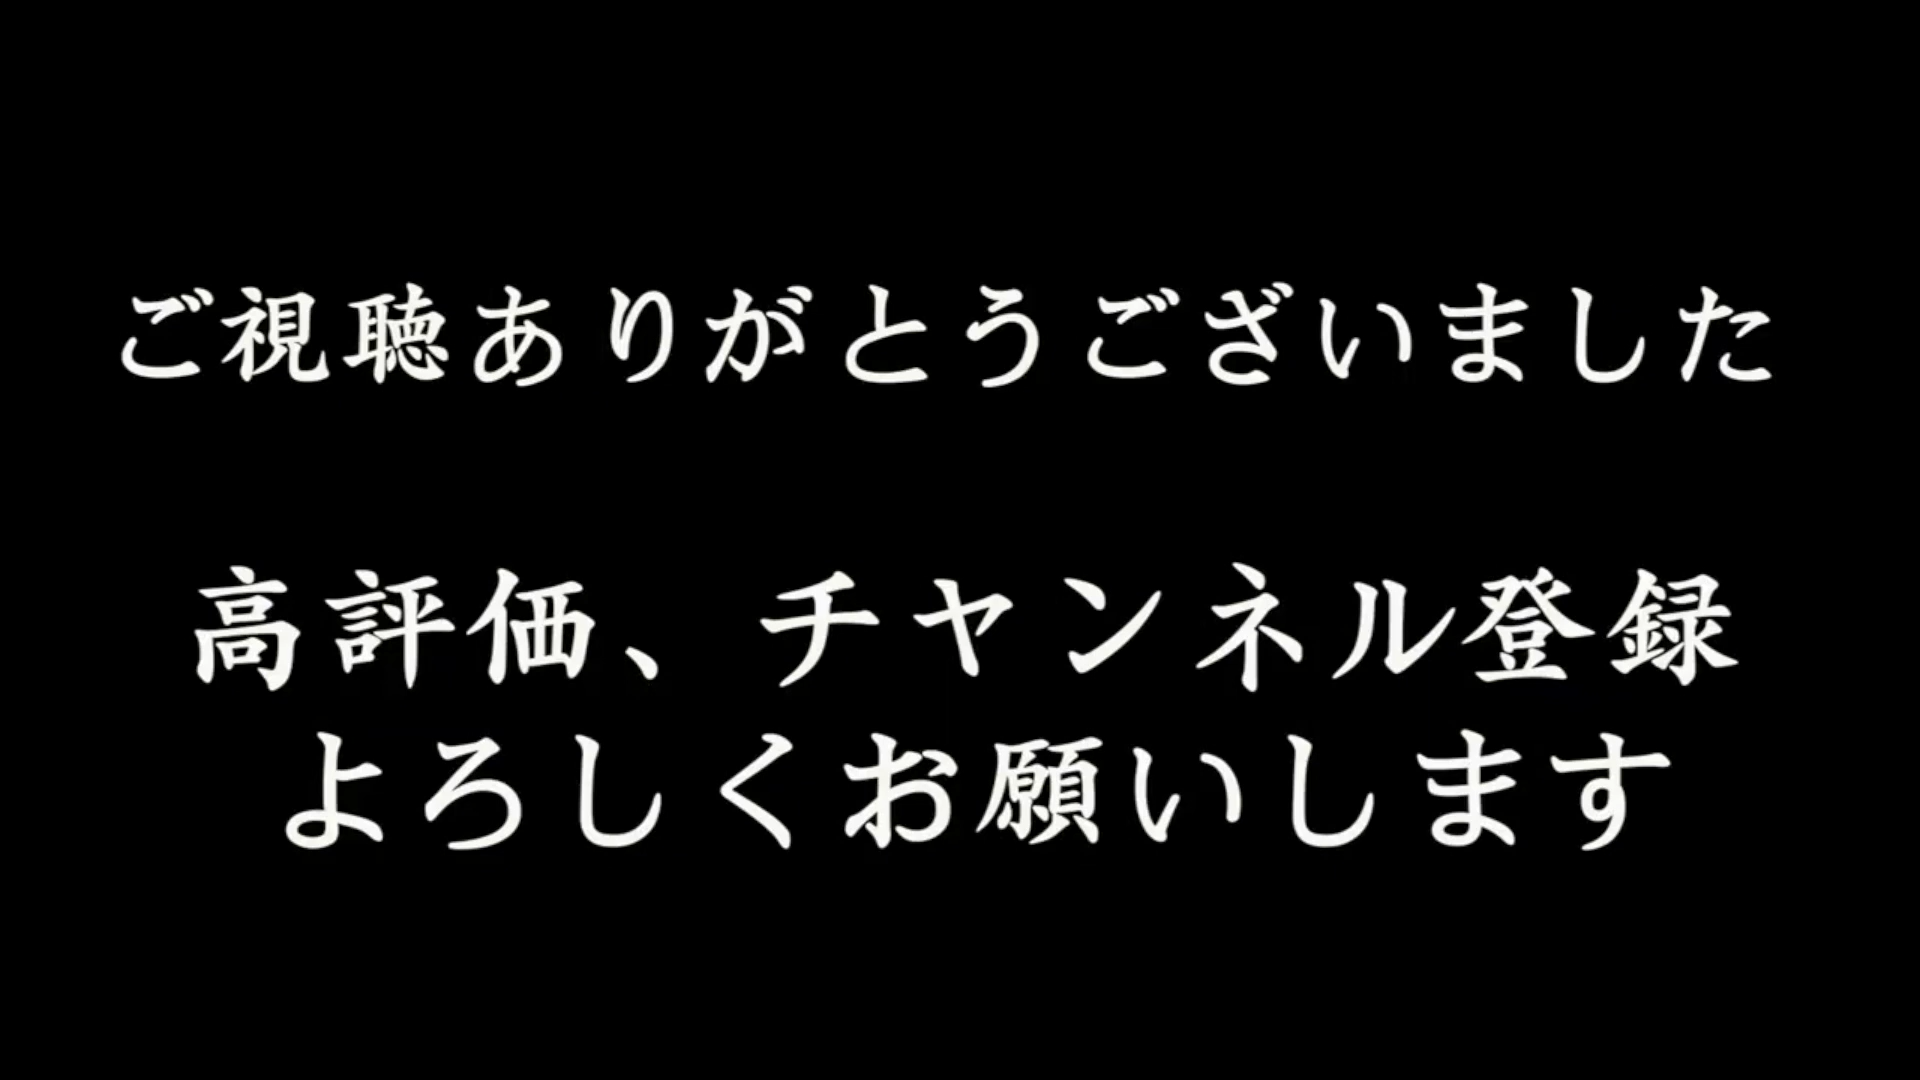 ご視聴ありがとうございました
高評価、チャンネル登録
よろしくお願いします